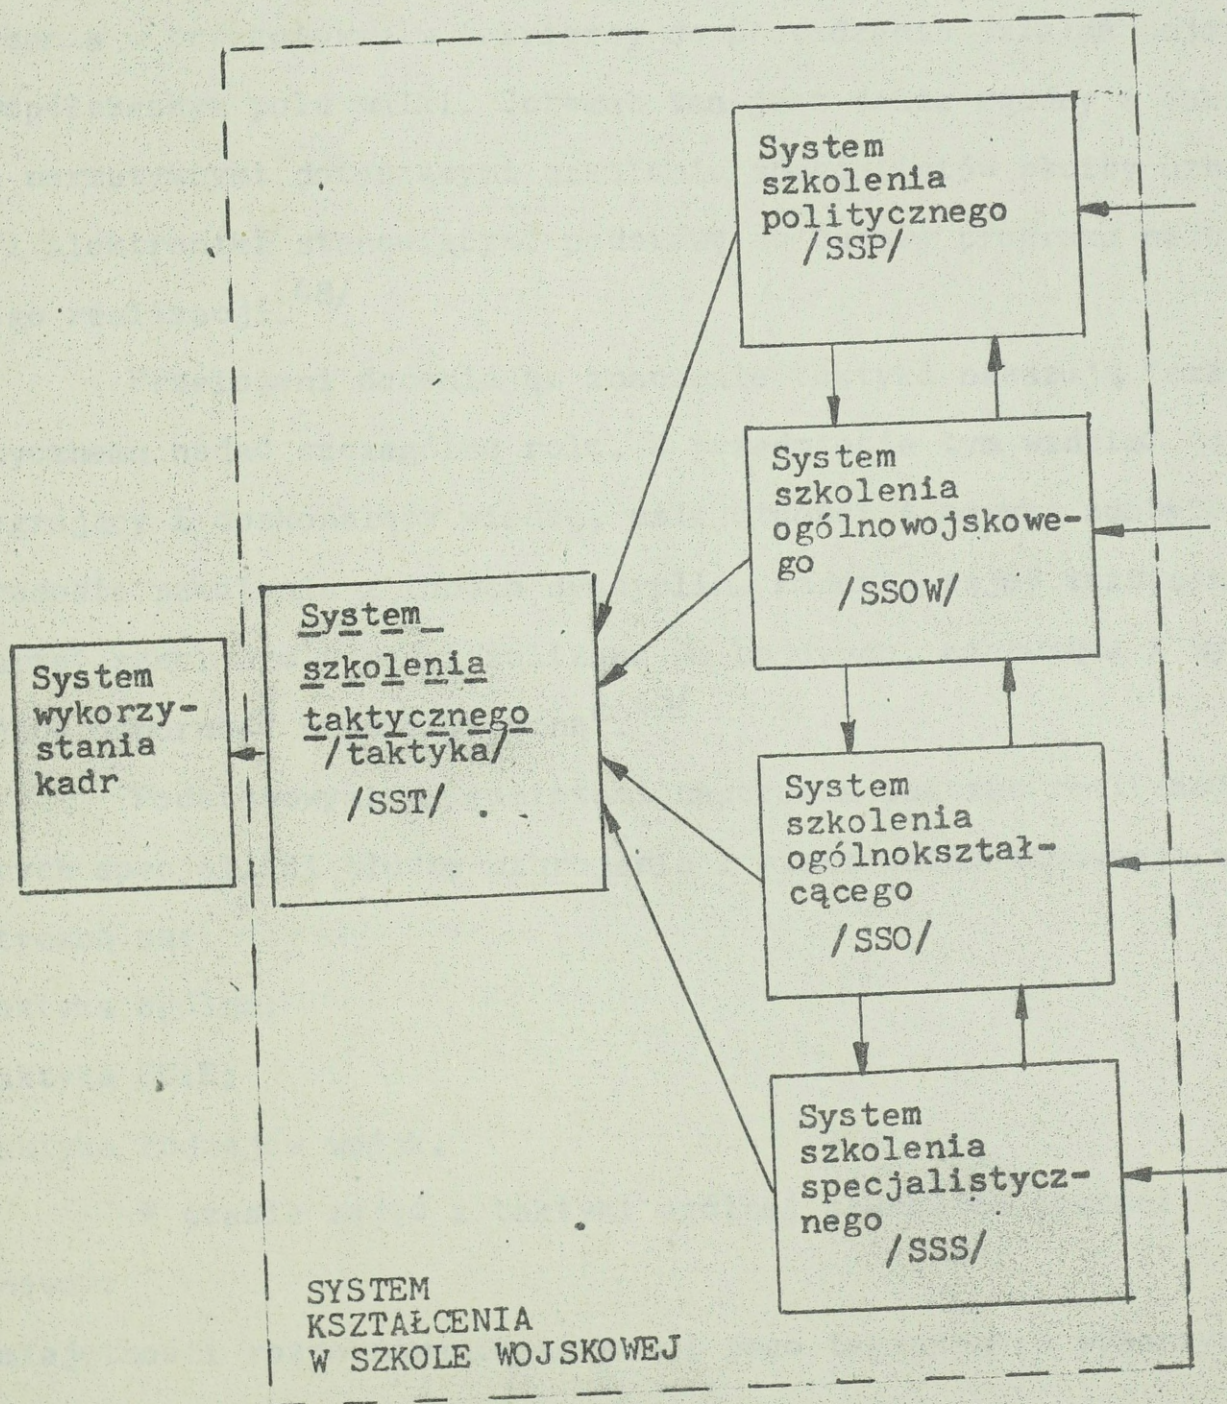 System
szkolenia
politycznego
/SSP/
System
szkolenia
ogólnowojskowe-
go
/SSOW/
System
szkolenia
taktycznego
/taktyka/
/SST/
System
wykorzy-
stania
kadr
System
szkolenia
ogólnokształ-
cącego
/SSO/
System
szkolenia
specjalistycz-
nego
/SSS/
SYSTEM
KSZTAŁCENIA
W SZKOLE WOJSKOWEJ